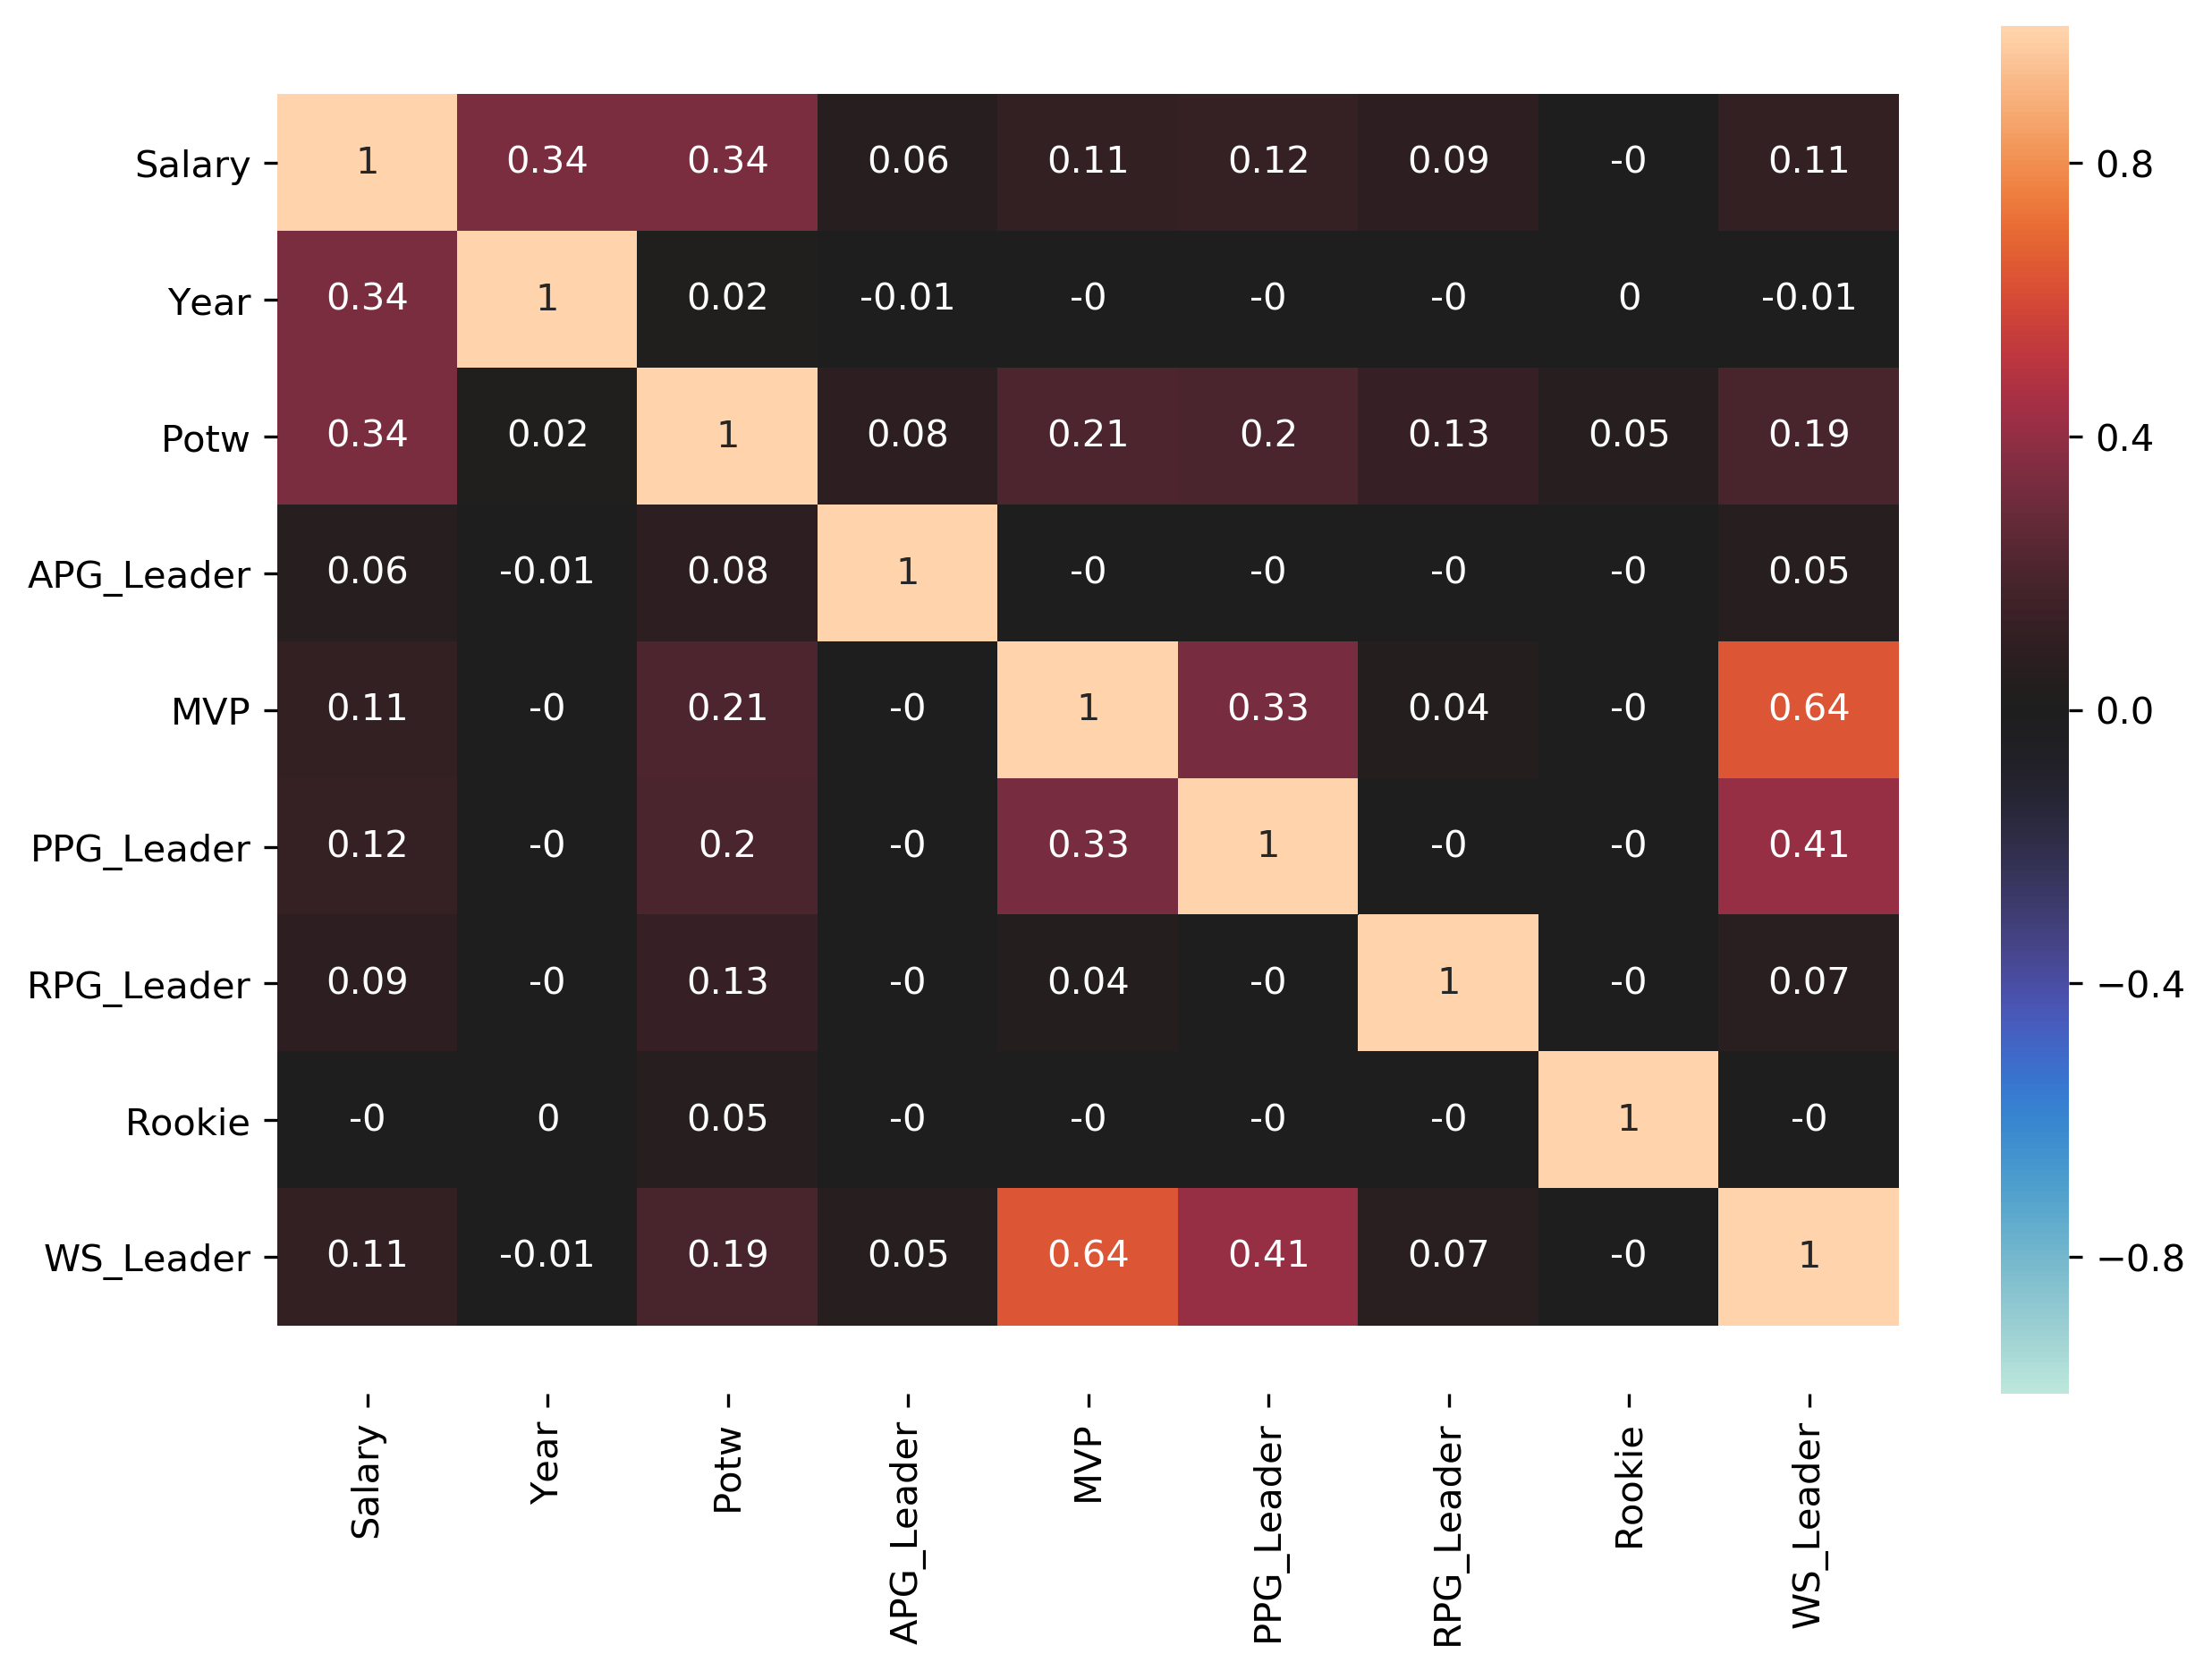 Salary 1 0.34 0.34 0.06 0.11 0.12 0.09 -0 0.11
Year 0.34 1 0.02 -0.01 -0 -0 -0 0 -0.01
Potw 0.34 0.02 1 0.08 0.21 0.2 0.13 0.05 0.19
APG_Leader 0.06 -0.01 0.08 1 -0 -0 -0 -0 0.05
MVP 0.11 -0 0.21 -0 1 0.33 0.04 -0 0.64
PPG_Leader 0.12 -0 0.2 -0 0.33 1 -0 -0 0.41
RPG_Leader 0.09 -0 0.13 -0 0.04 -0 1 -0 0.07
Rookie -0 0 0.05 -0 -0 -0 -0 1 -0
WS_Leader 0.11 -0.01 0.19 0.05 0.64 0.41 0.07 -0 1
Salary
Year
Potw
APG_Leader
MVP
PPG_Leader
RPG_Leader
Rookie
WS_Leader
0.8
0.4
0.0
−0.4
−0.8